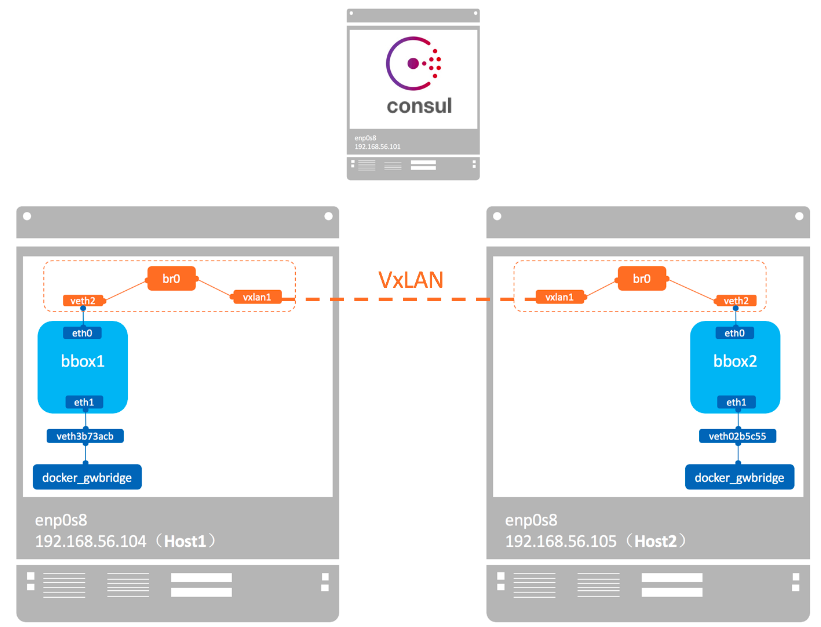 consul
enp0s8
192.168.56.101
VxLAN
br0
veth2
vxlan1
eth0
bbox1
eth1
veth3b73acb
docker_gwbridge
enp0s8
192.168.56.104（Host1）
br0
vxlan1
veth2
eth0
bbox2
eth1
veth02b5c55
docker_gwbridge
enp0s8
192.168.56.105（Host2）